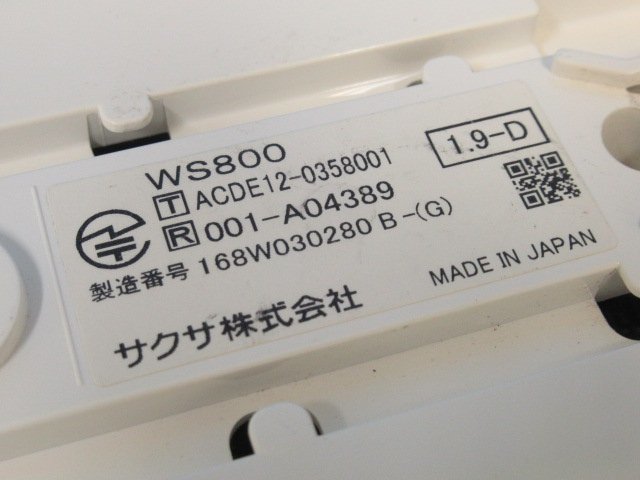 WS800
T ACDE12-0358001
1.9-D
R 001-A04389
製造番号 168W030280 B-(G)
MADE IN JAPAN
サクサ株式会社